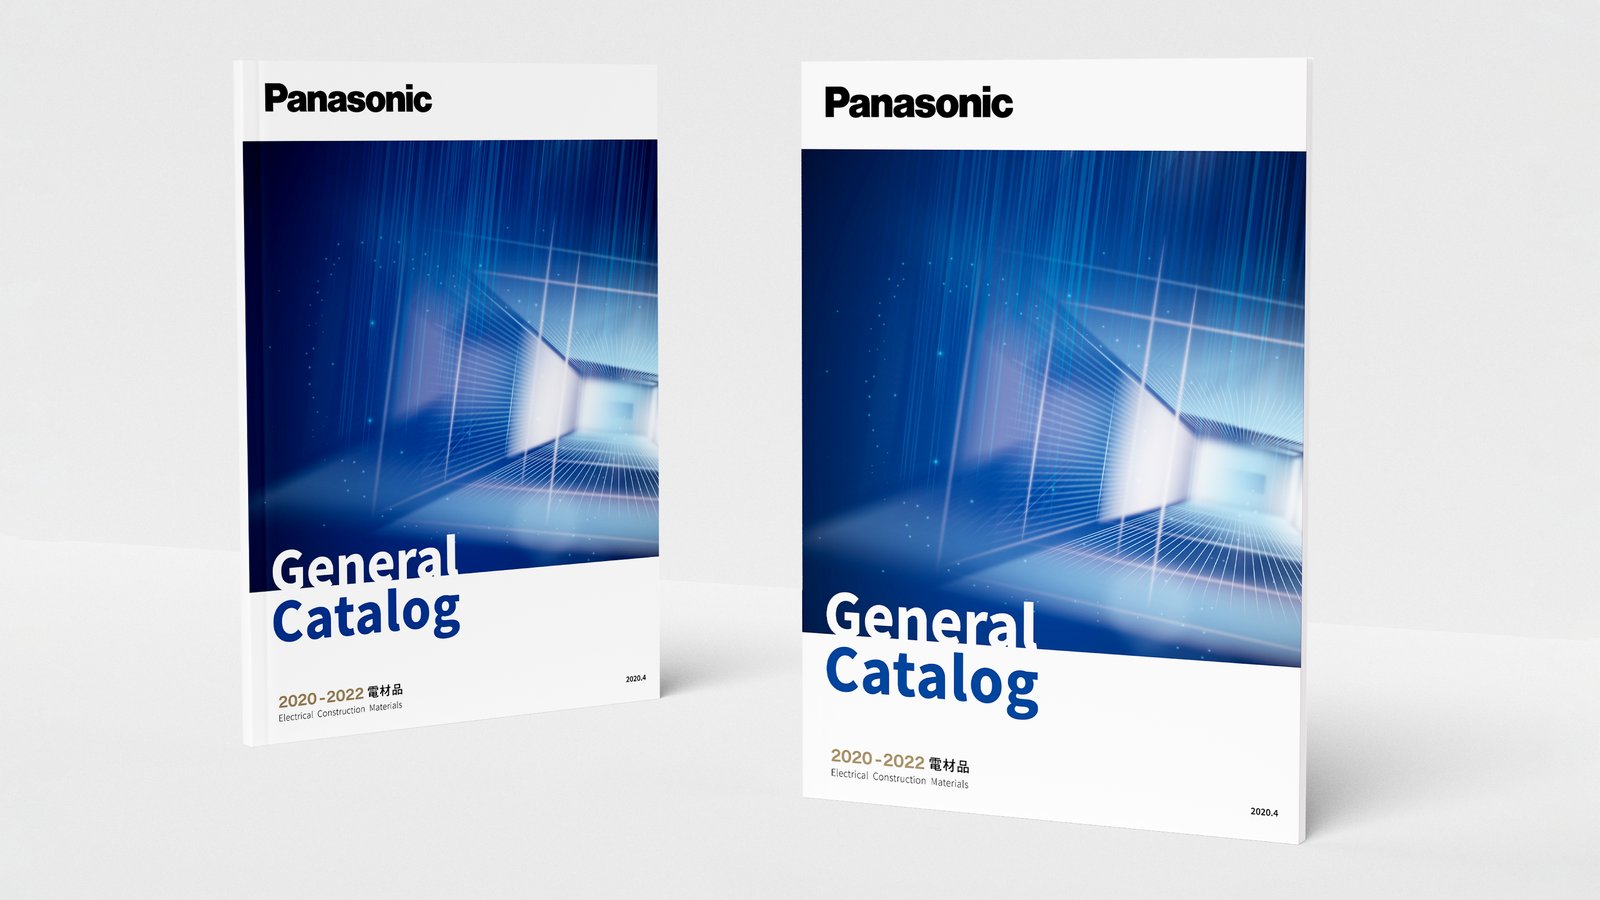 Panasonic
General
Catalog
2020-2022 電材品
Electrical Construction Materials
2020.4
Panasonic
General
Catalog
2020-2022 電材品
Electrical Construction Materials
2020.4